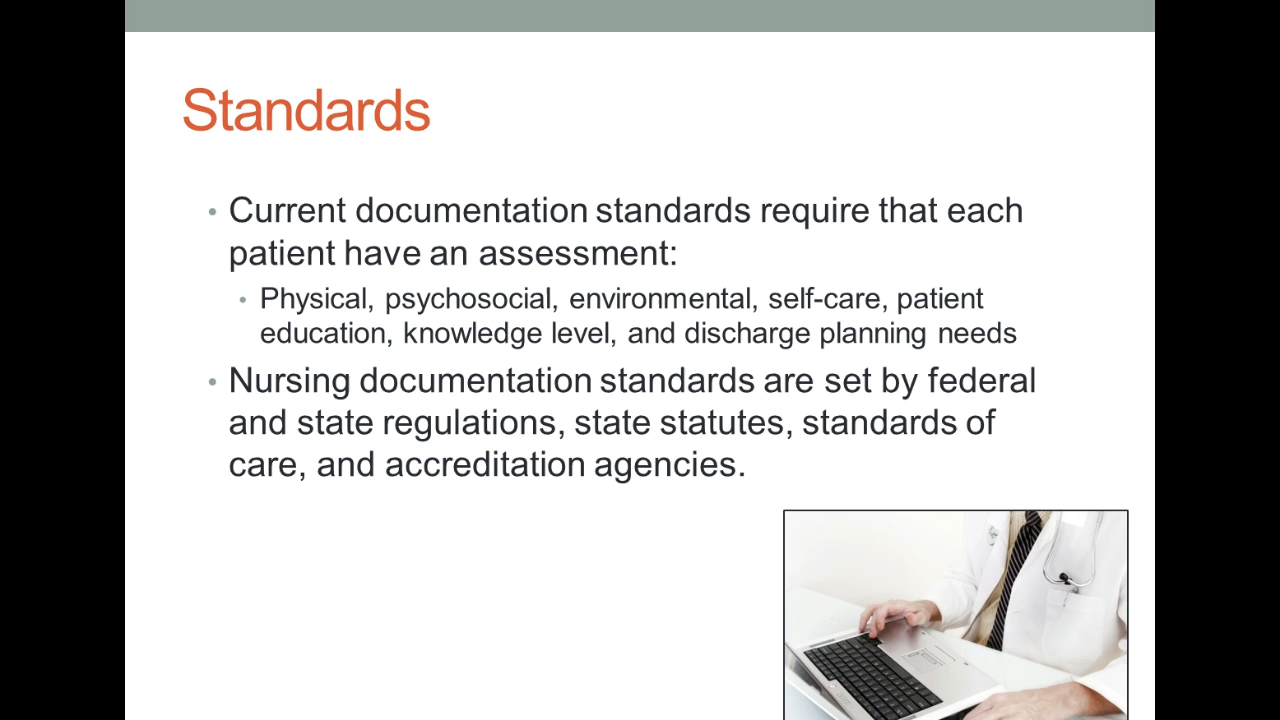 Standards
• Current documentation standards require that each
patient have an assessment:
• Physical, psychosocial, environmental, self-care, patient
education, knowledge level, and discharge planning needs
• Nursing documentation standards are set by federal
and state regulations, state statutes, standards of
care, and accreditation agencies.